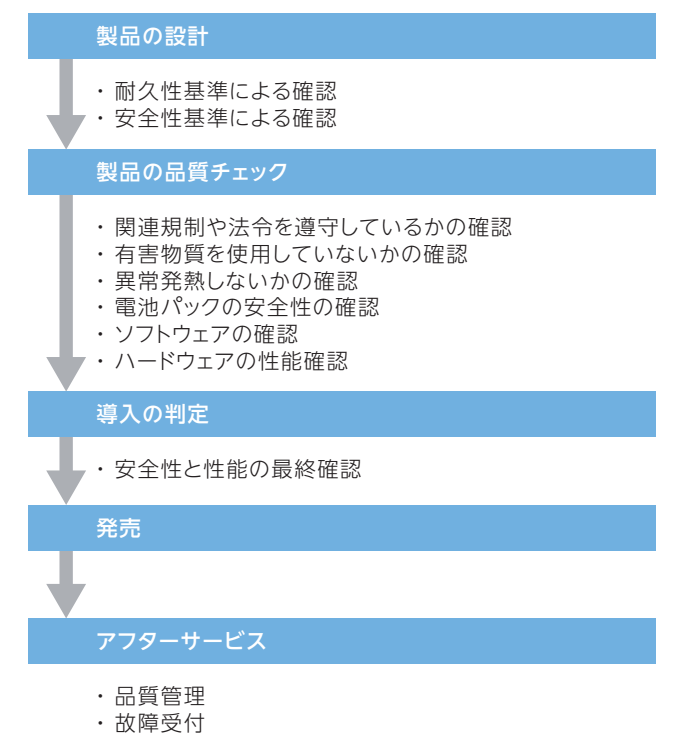 製品の設計
・耐久性基準による確認
・安全性基準による確認
製品の品質チェック
・関連規制や法令を遵守しているかの確認
・有害物質を使用していないかの確認
・異常発熱しないかの確認
・電池パックの安全性の確認
・ソフトウェアの確認
・ハードウェアの性能確認
導入の判定
・安全性と性能の最終確認
発売
アフターサービス
・品質管理
・故障受付